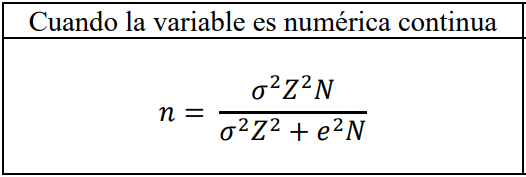 Cuando la variable es numérica continua
n = σ²Z²N / σ²Z² + e²N